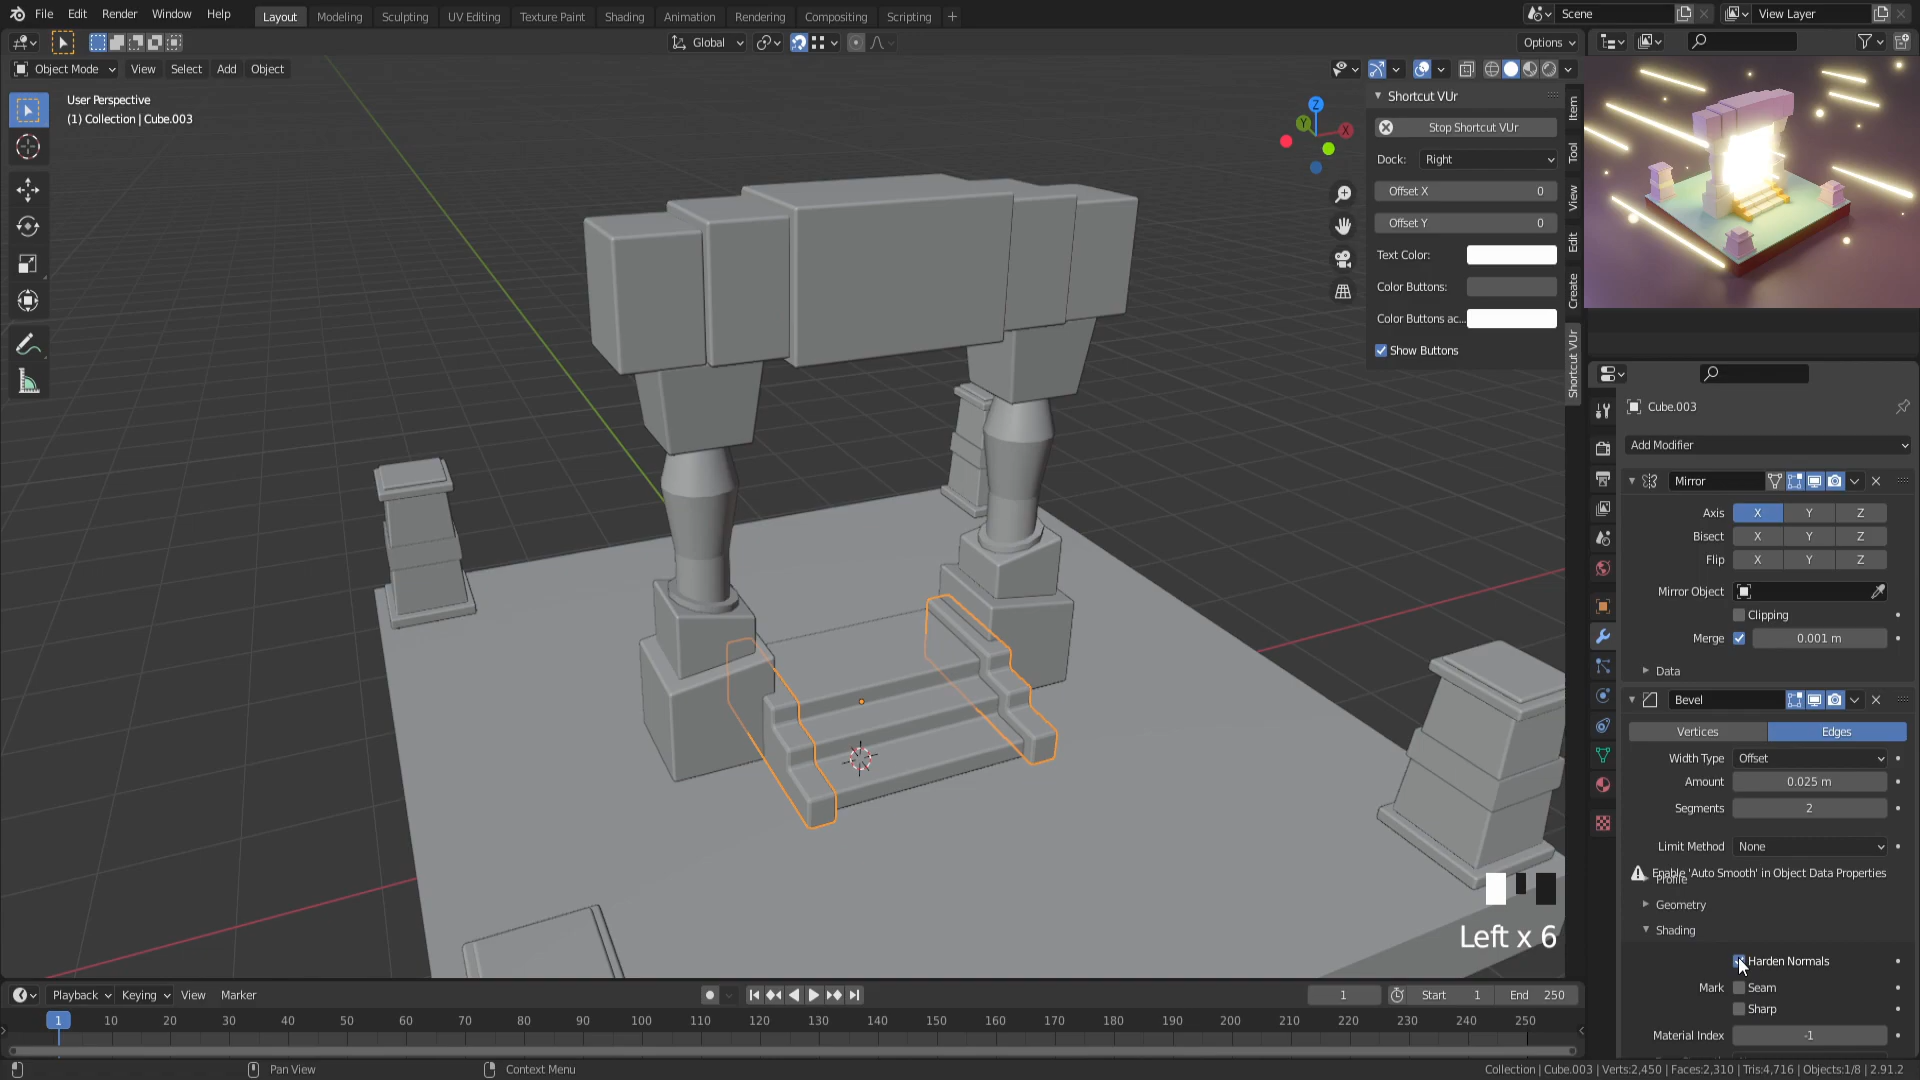 File Edit Render Window Help
Layout Modeling Sculpting UV Editing Texture Paint Shading Animation Rendering Compositing Scripting +
Scene
View Layer
Global
Options
Object Mode View Select Add Object
User Perspective
(1) Collection | Cube.003
Z
Y
X
Shortcut VUr
Stop Shortcut VUr
Dock: Right
Offset X 0
Offset Y 0
Text Color:
Color Buttons:
Color Buttons ac...
Show Buttons
Item
Tool
View
Edit
Create
Shortcut VUr
Cube.003
Add Modifier
Mirror
Axis X Y Z
Bisect X Y Z
Flip X Y Z
Mirror Object
Clipping
Merge 0.001 m
Data
Bevel
Vertices Edges
Width Type Offset
Amount 0.025 m
Segments 2
Limit Method None
Enable 'Auto Smooth' in Object Data Properties
Profile
Geometry
Shading
Harden Normals
Mark Seam
Sharp
Material Index -1
Left x 6
Playback Keying View Marker
1
Start 1 End 250
1 10 20 30 40 50 60 70 80 90 100 110 120 130 140 150 160 170 180 190 200 210 220 230 240 250
Pan View
Context Menu
Collection | Cube.003 | Verts:2,450 | Faces:2,310 | Tris:4,716 | Objects:1/8 | 2.91.2